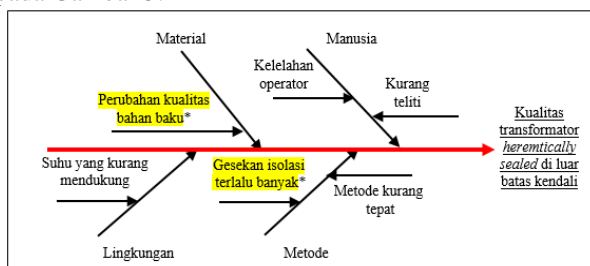 Material
Manusia
Kelelahan
operator
Kurang
teliti
Perubahan kualitas
bahan baku*
Kualitas
transformator
heremtically
sealed di luar
batas kendali
Suhu yang kurang
mendukung
Gesekan isolasi
terlalu banyak*
Metode kurang
tepat
Lingkungan
Metode